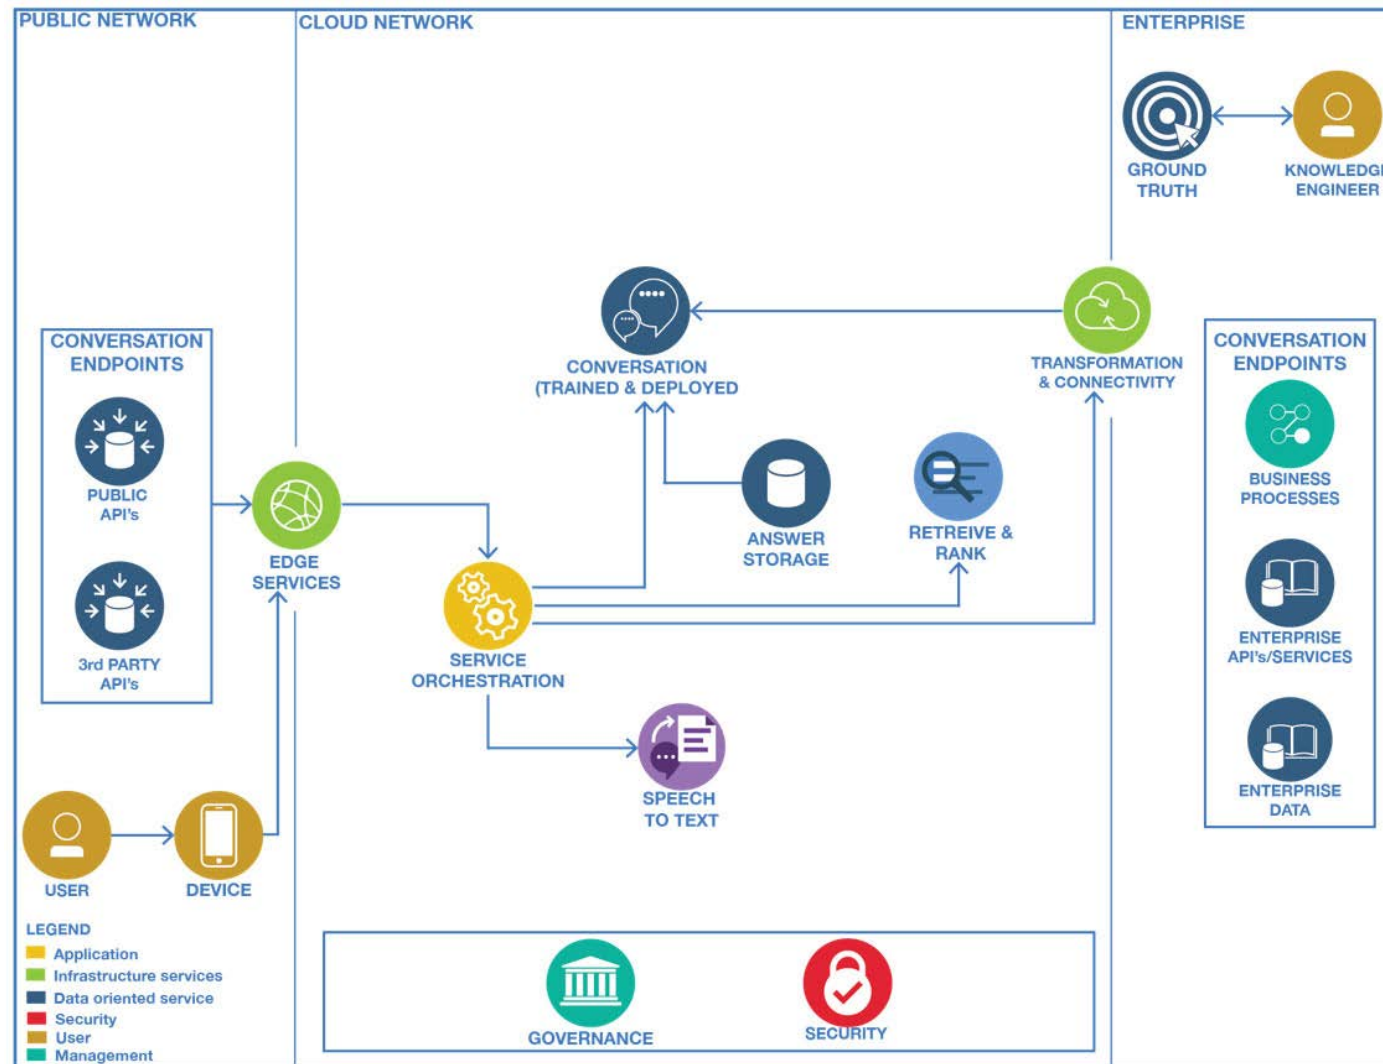 PUBLIC NETWORK
CLOUD NETWORK
ENTERPRISE
GROUND
TRUTH
KNOWLEDGE
ENGINEER
CONVERSATION
ENDPOINTS
PUBLIC
API's
3rd PARTY
API's
EDGE
SERVICES
USER
DEVICE
CONVERSATION
(TRAINED & DEPLOYED
TRANSFORMATION
& CONNECTIVITY
ANSWER
STORAGE
RETREIVE &
RANK
SERVICE
ORCHESTRATION
SPEECH
TO TEXT
CONVERSATION
ENDPOINTS
BUSINESS
PROCESSES
ENTERPRISE
API's/SERVICES
ENTERPRISE
DATA
LEGEND
Application
Infrastructure services
Data oriented service
Security
User
Management
GOVERNANCE
SECURITY